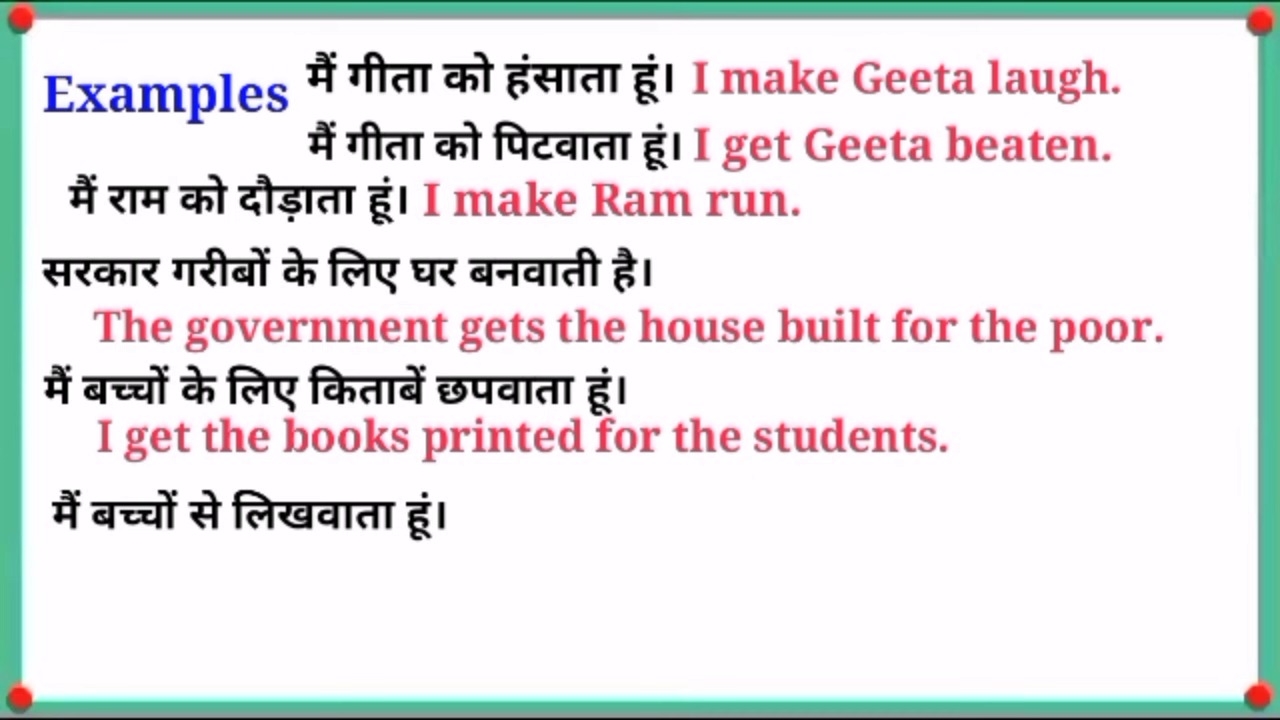 Examples मैं गीता को हंसाता हूं। I make Geeta laugh.
मैं गीता को पिटवाता हूं। I get Geeta beaten.
मैं राम को दौड़ाता हूं। I make Ram run.
सरकार गरीबों के लिए घर बनवाती है।
The government gets the house built for the poor.
मैं बच्चों के लिए किताबें छपवाता हूं।
I get the books printed for the students.
मैं बच्चों से लिखवाता हूं।